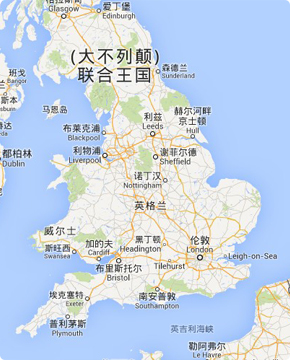 格拉斯哥
Glasgow
爱丁堡
Edinburgh
(大不列颠)
联合王国
森德兰
Sunderland
班戈
Bangor
马恩岛
利兹
Leeds
赫尔河畔
京士顿
Hull
布莱克浦
Blackpool
都柏林
Dublin
利物浦
Liverpool
谢菲尔德
Sheffield
诺丁汉
Nottingham
英格兰
威尔士
斯旺西
Swansea
加的夫
Cardiff
黑丁顿
Headington
伦敦
London
Leigh-on-Sea
布里斯托尔
Bristol
Tilehurst
埃克塞特
Exeter
南安普敦
Southampton
普利茅斯
Plymouth
英吉利海峡
勒阿弗尔
Le Havre